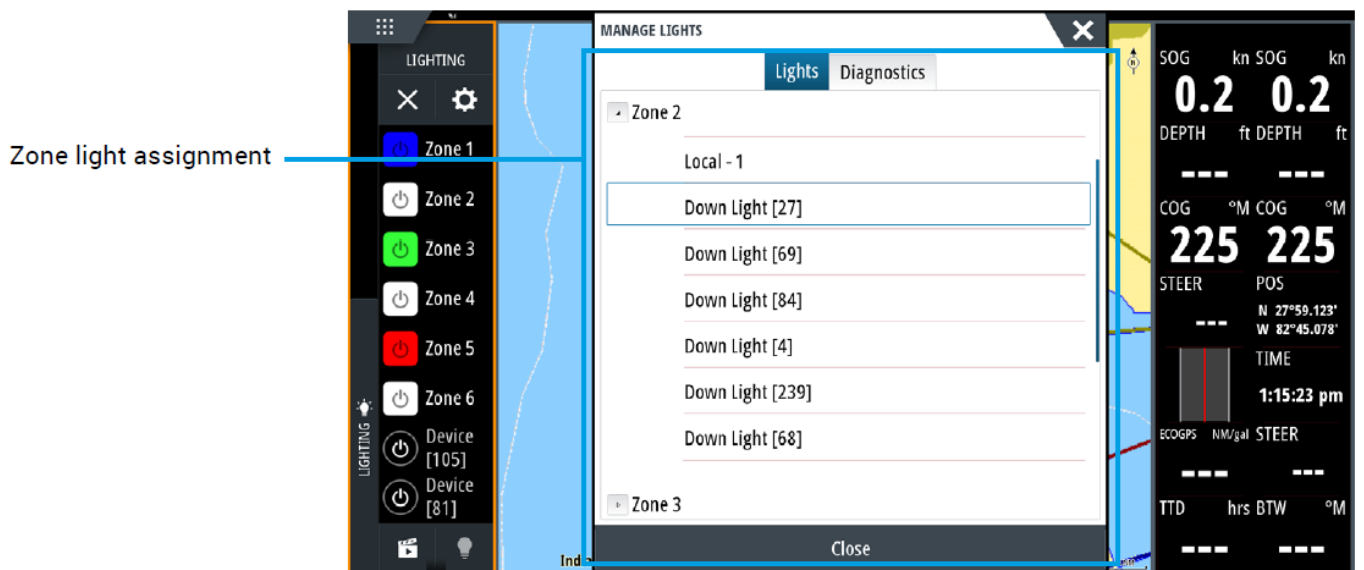 Zone light assignment
LIGHTING
Zone 1
Zone 2
Zone 3
Zone 4
Zone 5
Zone 6
Device
[105]
Device
[81]
LIGHTING
MANAGE LIGHTS
Lights Diagnostics
Zone 2
Local - 1
Down Light [27]
Down Light [69]
Down Light [84]
Down Light [4]
Down Light [239]
Down Light [68]
Zone 3
Close
N
SOG kn SOG kn
0.2 0.2
DEPTH ft DEPTH ft
--- ---
COG °M COG °M
225 225
STEER POS
--- N 27°59.123'
W 82°45.078'
TIME
1:15:23 pm
ECOGPS NM/gal STEER
--- ---
TTD hrs BTW °M
--- ---